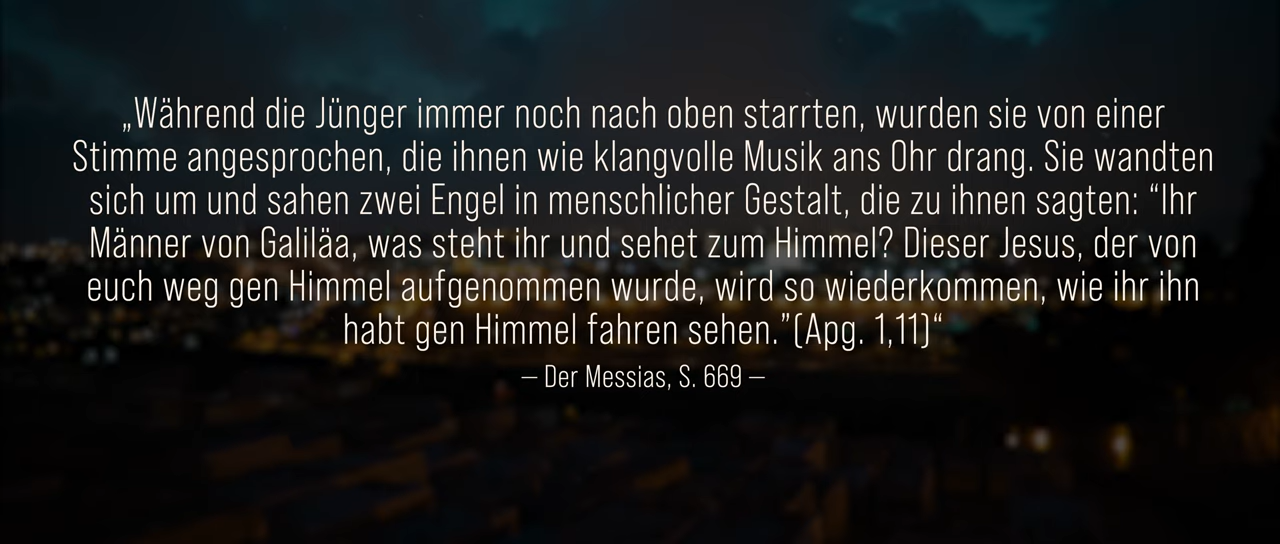 „Während die Jünger immer noch nach oben starrten, wurden sie von einer
Stimme angesprochen, die ihnen wie klangvolle Musik ans Ohr drang. Sie wandten
sich um und sahen zwei Engel in menschlicher Gestalt, die zu ihnen sagten: “Ihr
Männer von Galiläa, was steht ihr und sehet zum Himmel? Dieser Jesus, der von
euch weg gen Himmel aufgenommen wurde, wird so wiederkommen, wie ihr ihn
habt gen Himmel fahren sehen.”(Apg. 1,11)“
– Der Messias, S. 669 –